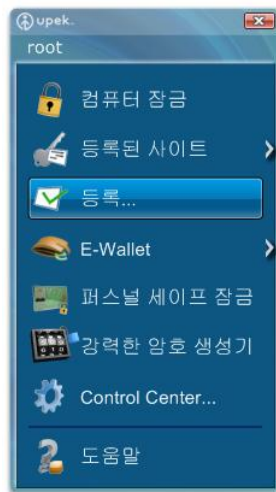 upek
root
컴퓨터 잠금
등록된 사이트
등록...
E-Wallet
퍼스널 세이프 잠금
강력한 암호 생성기
Control Center...
도움말